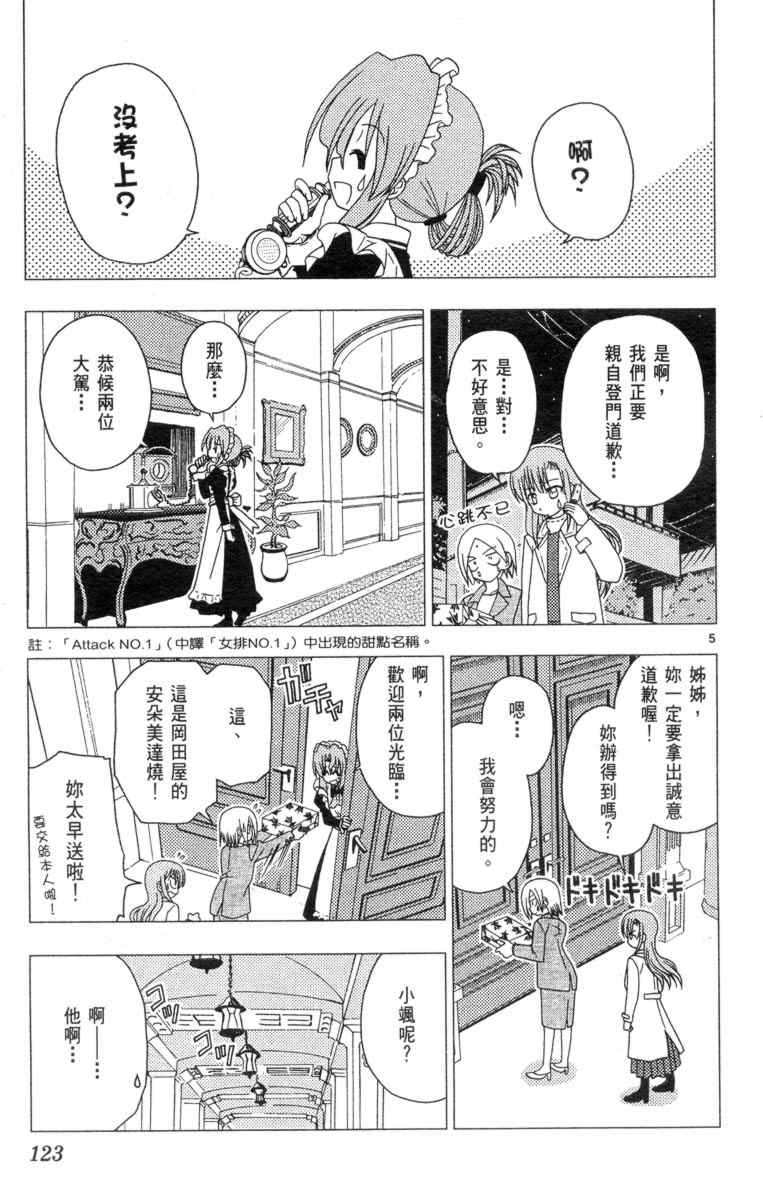 啊？
沒考上？
是啊，
我們正要
親自登門道歉…
是…對…
不好意思。
心跳不已
那麼…
恭候兩位
大駕…
註：「Attack NO.1」（中譯「女排NO.1」）中出現的甜點名稱。
5
姊姊，
妳一定要拿出誠意
道歉喔！
妳辦得到嗎？
嗯…
我會努力的。
ドキドキドキ
啊，
歡迎兩位光臨…
ガチャ
這、
這是岡田屋的
安朵美達燒！
妳太早送啦！
要交給本人啦！
小颯呢？
コッ
コッ
啊——…
他啊…
123